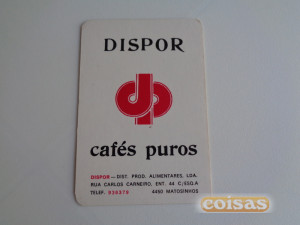 DISPOR
dp
cafés puros
DISPOR — DIST. PROD. ALIMENTARES, LDA.
RUA CARLOS CARNEIRO, ENT. 44 C/ESQ.A
TELEF. 936379 4450 MATOSINHOS
coisas